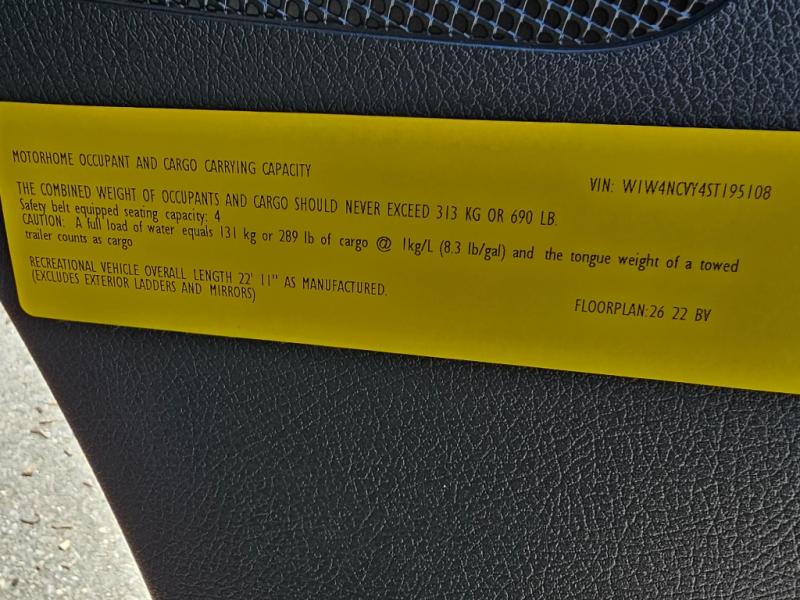 MOTORHOME OCCUPANT AND CARGO CARRYING CAPACITY
VIN: W1W4NCVY4ST195108
THE COMBINED WEIGHT OF OCCUPANTS AND CARGO SHOULD NEVER EXCEED 313 KG OR 690 LB.
Safety belt equipped seating capacity: 4
CAUTION: A full load of water equals 131 kg or 289 lb of cargo @ 1kg/L (8.3 lb/gal) and the tongue weight of a towed
trailer counts as cargo
RECREATIONAL VEHICLE OVERALL LENGTH 22' 11" AS MANUFACTURED.
(EXCLUDES EXTERIOR LADDERS AND MIRRORS)
FLOORPLAN:26 22 BV